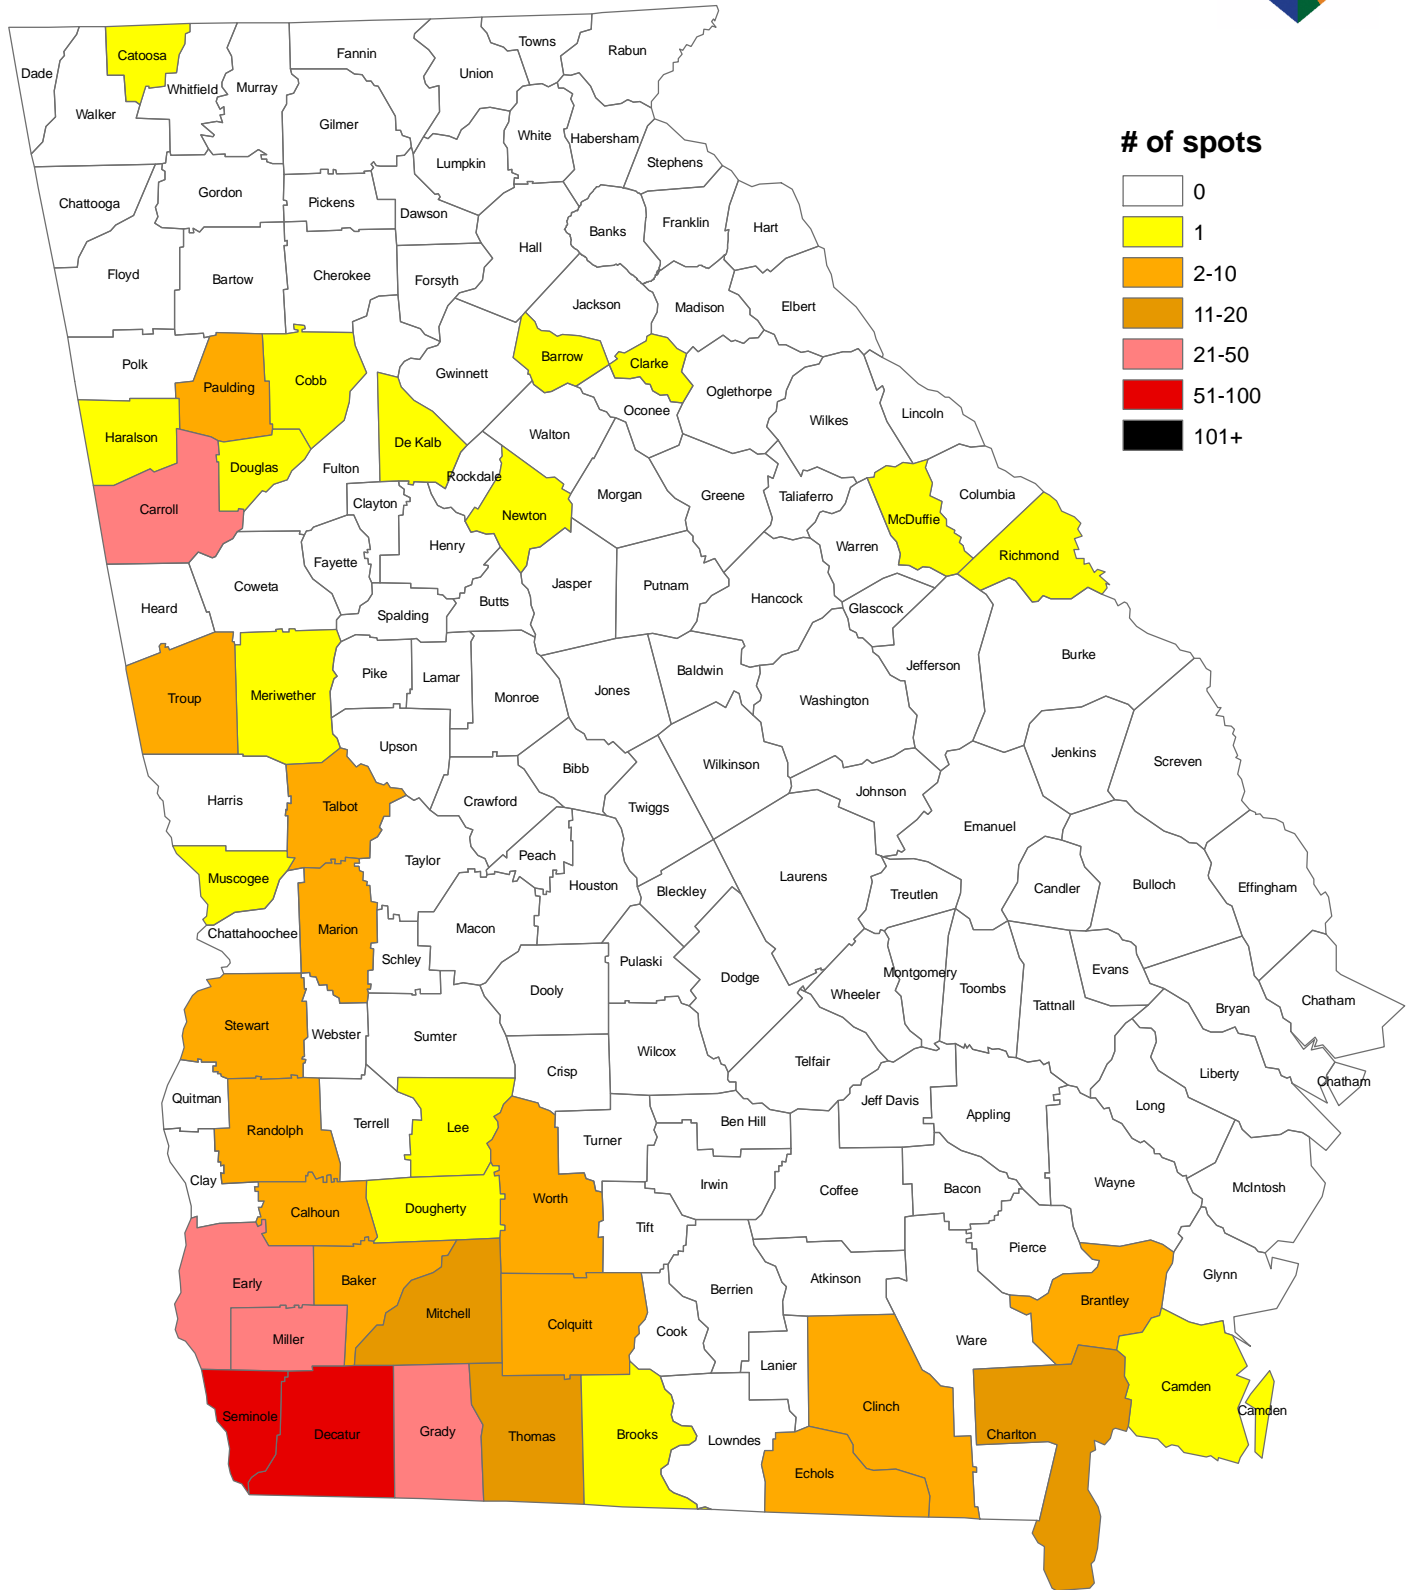 Towns
Rabun
Fannin
Catoosa
Union
Dade
Murray
Whitfield
Walker
Gilmer
White
Habersham
Lumpkin
Stephens
# of spots
0
1
2-10
11-20
21-50
51-100
101+
Gordon
Chattooga
Pickens
Dawson
Franklin
Hart
Banks
Hall
Floyd
Bartow
Cherokee
Forsyth
Jackson
Madison
Elbert
Polk
Paulding
Cobb
Gwinnett
Barrow
Clarke
Oglethorpe
Oconee
Wilkes
Lincoln
Haralson
Douglas
Fulton
De Kalb
Walton
Rockdale
Carroll
Clayton
Newton
Morgan
Greene
Taliaferro
Columbia
McDuffie
Henry
Warren
Richmond
Fayette
Coweta
Jasper
Putnam
Heard
Spalding
Butts
Hancock
Glascock
Burke
Jefferson
Troup
Meriwether
Pike
Lamar
Monroe
Jones
Baldwin
Washington
Upson
Jenkins
Screven
Bibb
Wilkinson
Harris
Talbot
Crawford
Twiggs
Johnson
Emanuel
Taylor
Peach
Muscogee
Houston
Bleckley
Laurens
Treutlen
Candler
Bulloch
Effingham
Chattahoochee
Marion
Macon
Schley
Pulaski
Dodge
Montgomery
Wheeler
Toombs
Evans
Tattnall
Dooly
Bryan
Chatham
Stewart
Webster
Sumter
Wilcox
Telfair
Crisp
Liberty
Chatham
Quitman
Randolph
Terrell
Lee
Turner
Ben Hill
Jeff Davis
Appling
Long
Clay
Calhoun
Dougherty
Worth
Irwin
Coffee
Bacon
Wayne
McIntosh
Tift
Pierce
Early
Baker
Mitchell
Berrien
Atkinson
Glynn
Miller
Colquitt
Cook
Brantley
Ware
Lanier
Seminole
Decatur
Grady
Thomas
Brooks
Lowndes
Clinch
Echols
Charlton
Camden
Camden